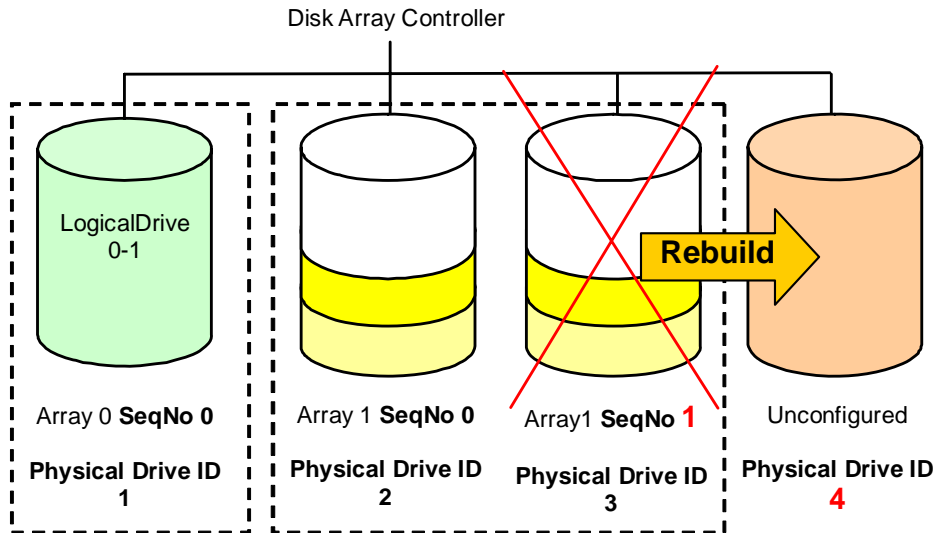 Disk Array Controller
LogicalDrive
0-1
Rebuild
Array 0 SeqNo 0
Array 1 SeqNo 0
Array1 SeqNo 1
Unconfigured
Physical Drive ID
1
Physical Drive ID
2
Physical Drive ID
3
Physical Drive ID
4